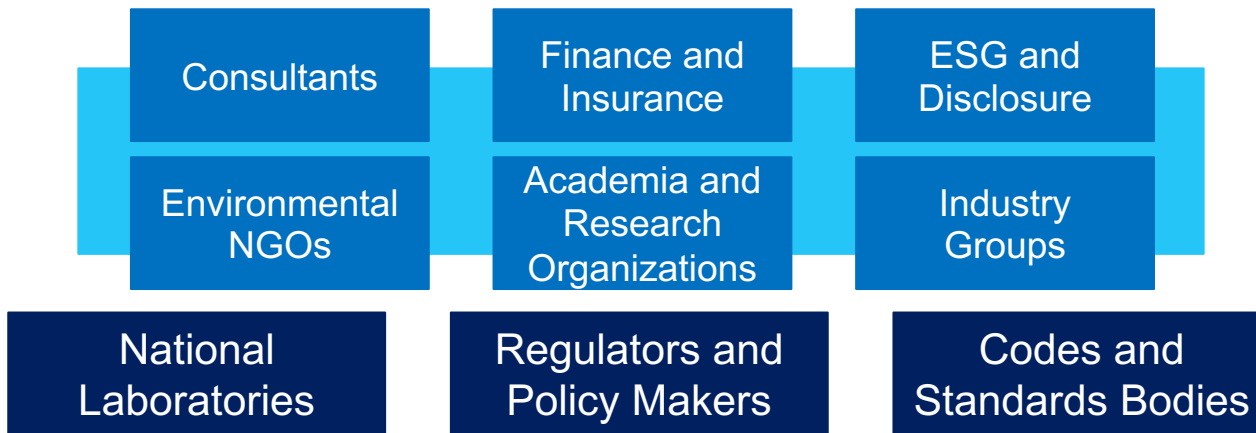 Consultants
Finance and
Insurance
ESG and
Disclosure
Environmental
NGOs
Academia and
Research
Organizations
Industry
Groups
National
Laboratories
Regulators and
Policy Makers
Codes and
Standards Bodies